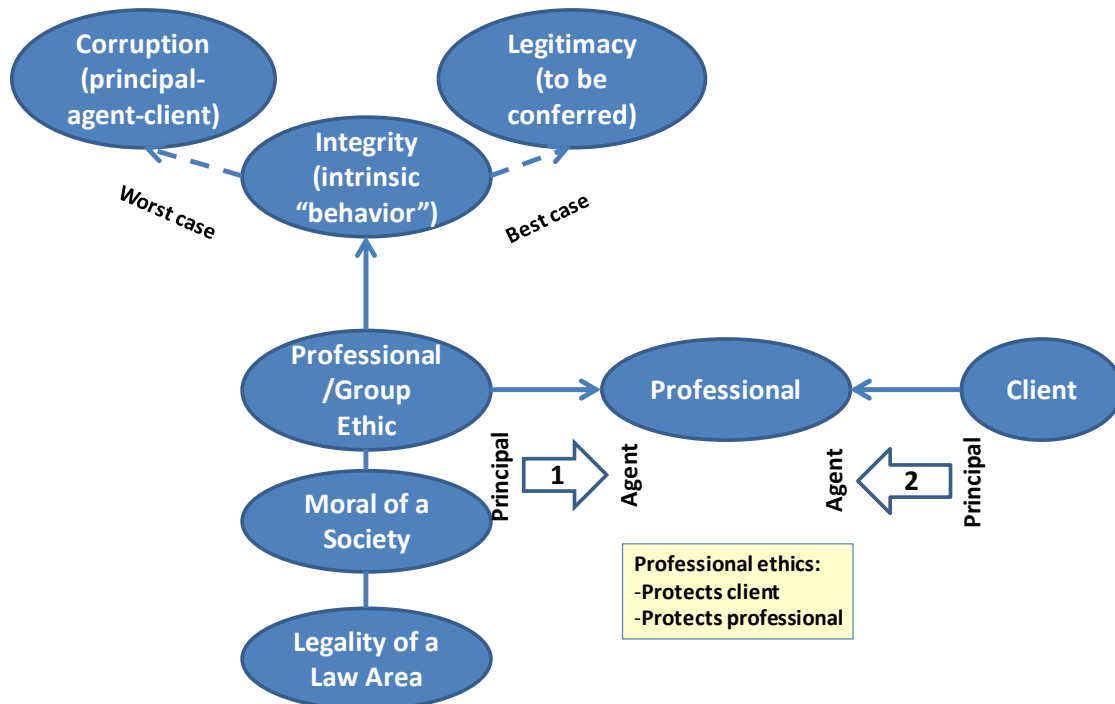 Corruption
(principal-
agent-client)
Legitimacy
(to be
conferred)
Integrity
(intrinsic
“behavior”)
Worst case
Best case
Professional
/Group
Ethic
Professional
Client
Principal
1
Agent
Agent
2
Principal
Moral of a
Society
Professional ethics:
-Protects client
-Protects professional
Legality of a
Law Area